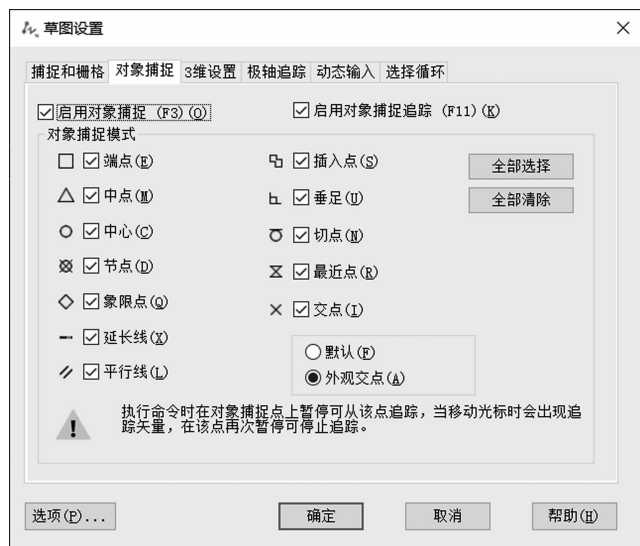 草图设置
捕捉和栅格 对象捕捉 3维设置 极轴追踪 动态输入 选择循环
启用对象捕捉 (F3)(O) 启用对象捕捉追踪 (F11)(K)
对象捕捉模式
端点(E) 插入点(S) 全部选择
中点(M) 垂足(U) 全部清除
中心(C) 切点(N)
节点(D) 最近点(R)
象限点(Q) 交点(I)
延长线(X) 默认(F)
平行线(L) 外观交点(A)
执行命令时在对象捕捉点上暂停可从该点追踪，当移动光标时会出现追
踪矢量，在该点再次暂停可停止追踪。
选项(P)... 确定 取消 帮助(H)